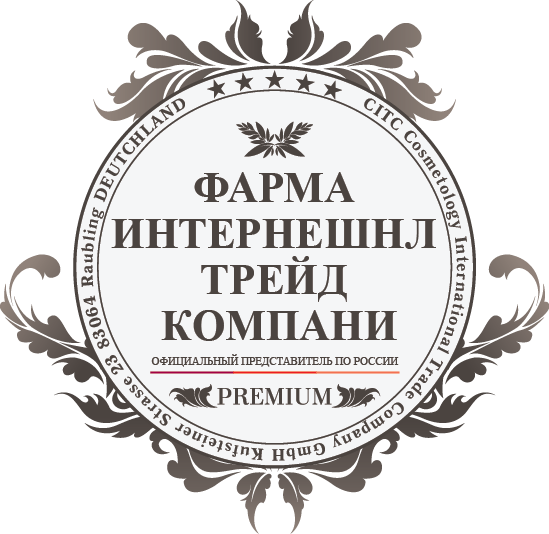 CITC Cosmetology International Trade Company GmbH Kufsteiner Strasse 23 83064 Raubling DEUTCHLAND
ФАРМА
ИНТЕРНЕШНЛ
ТРЕЙД
КОМПАНИ
ОФИЦИАЛЬНЫЙ ПРЕДСТАВИТЕЛЬ ПО РОССИИ
PREMIUM